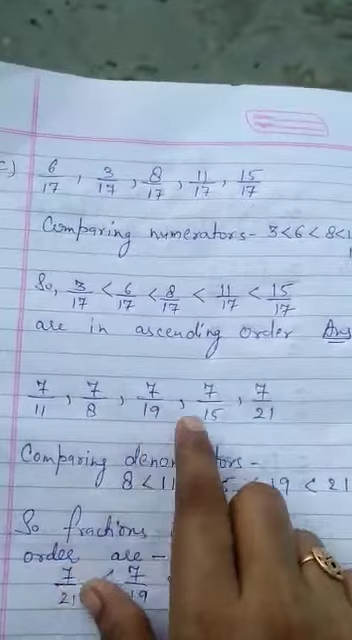 c) 6/17 , 3/17 , 8/17 , 11/17 , 15/17
Comparing numerators - 3 < 6 < 8 <
So, 3/17 < 6/17 < 8/17 < 11/17 < 15/17
are in ascending order Ans
7/11 , 7/8 , 7/19 , 7/15 , 7/21
Comparing
8 < 11 < 19 < 21
So fractions
order are -
7/21 < 7/19